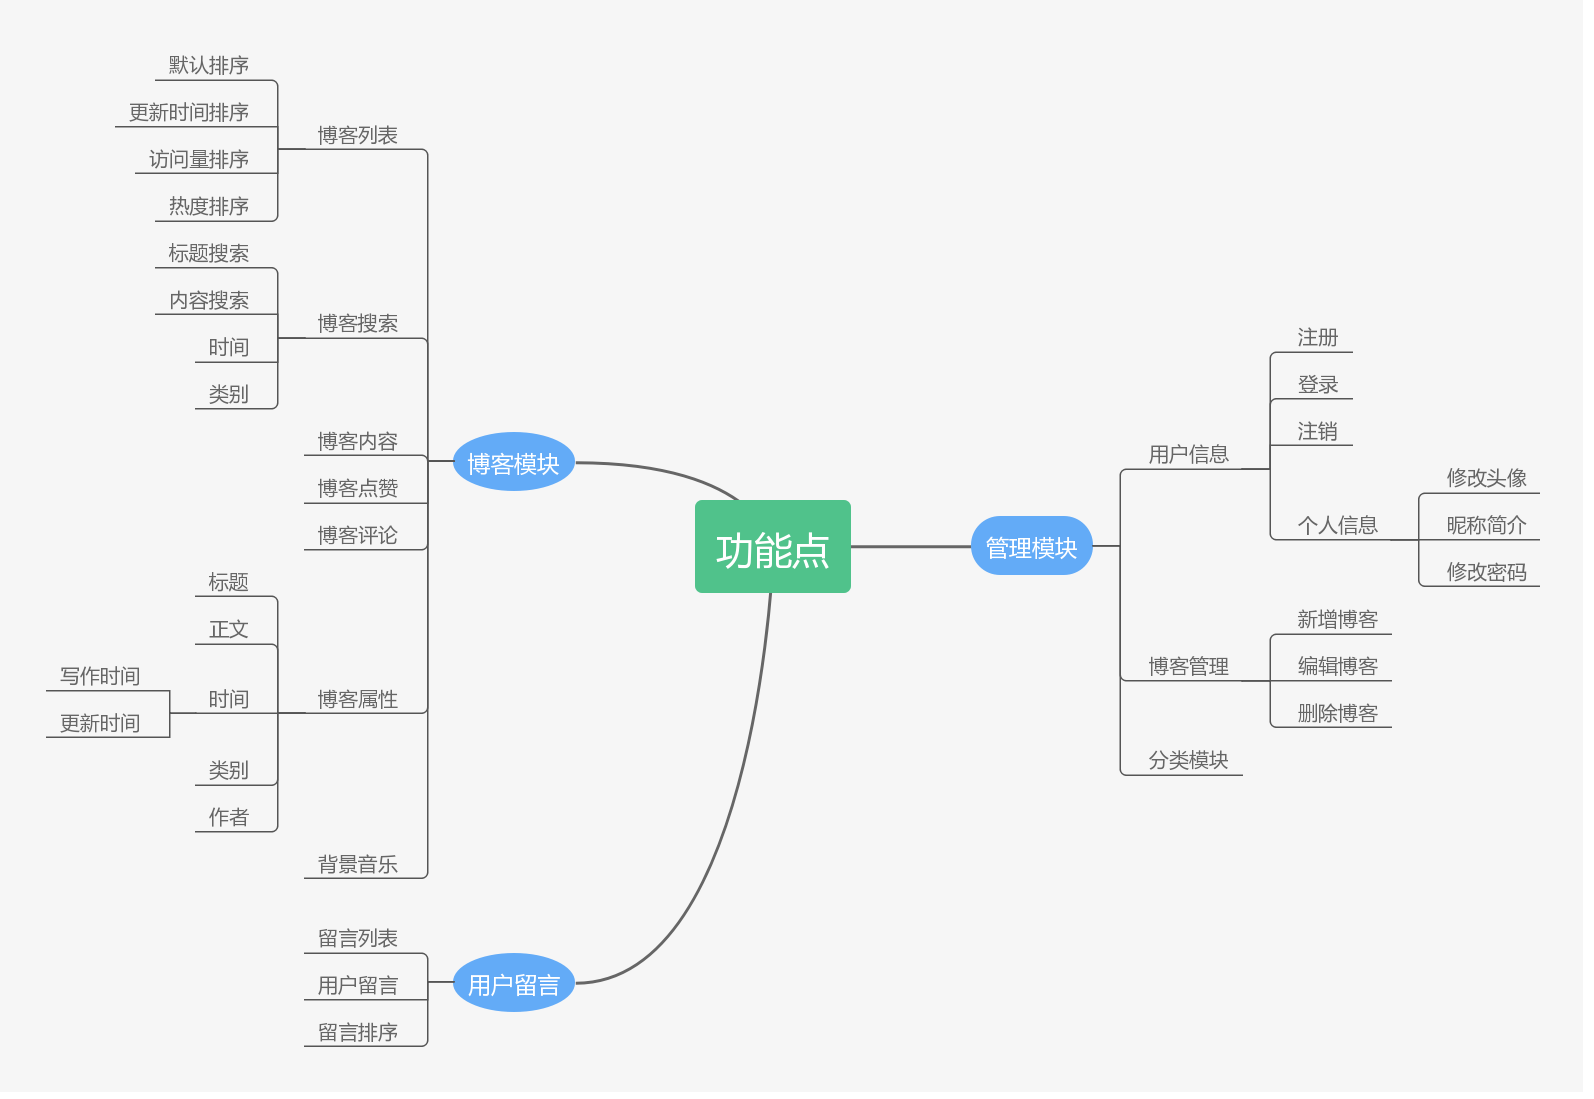 默认排序
更新时间排序
访问量排序
热度排序
博客列表
标题搜索
内容搜索
时间
类别
博客搜索
博客内容
博客点赞
博客评论
标题
正文
写作时间
更新时间
时间
类别
作者
博客属性
背景音乐
博客模块
留言列表
用户留言
留言排序
用户留言
功能点
管理模块
用户信息
注册
登录
注销
个人信息
修改头像
昵称简介
修改密码
博客管理
新增博客
编辑博客
删除博客
分类模块